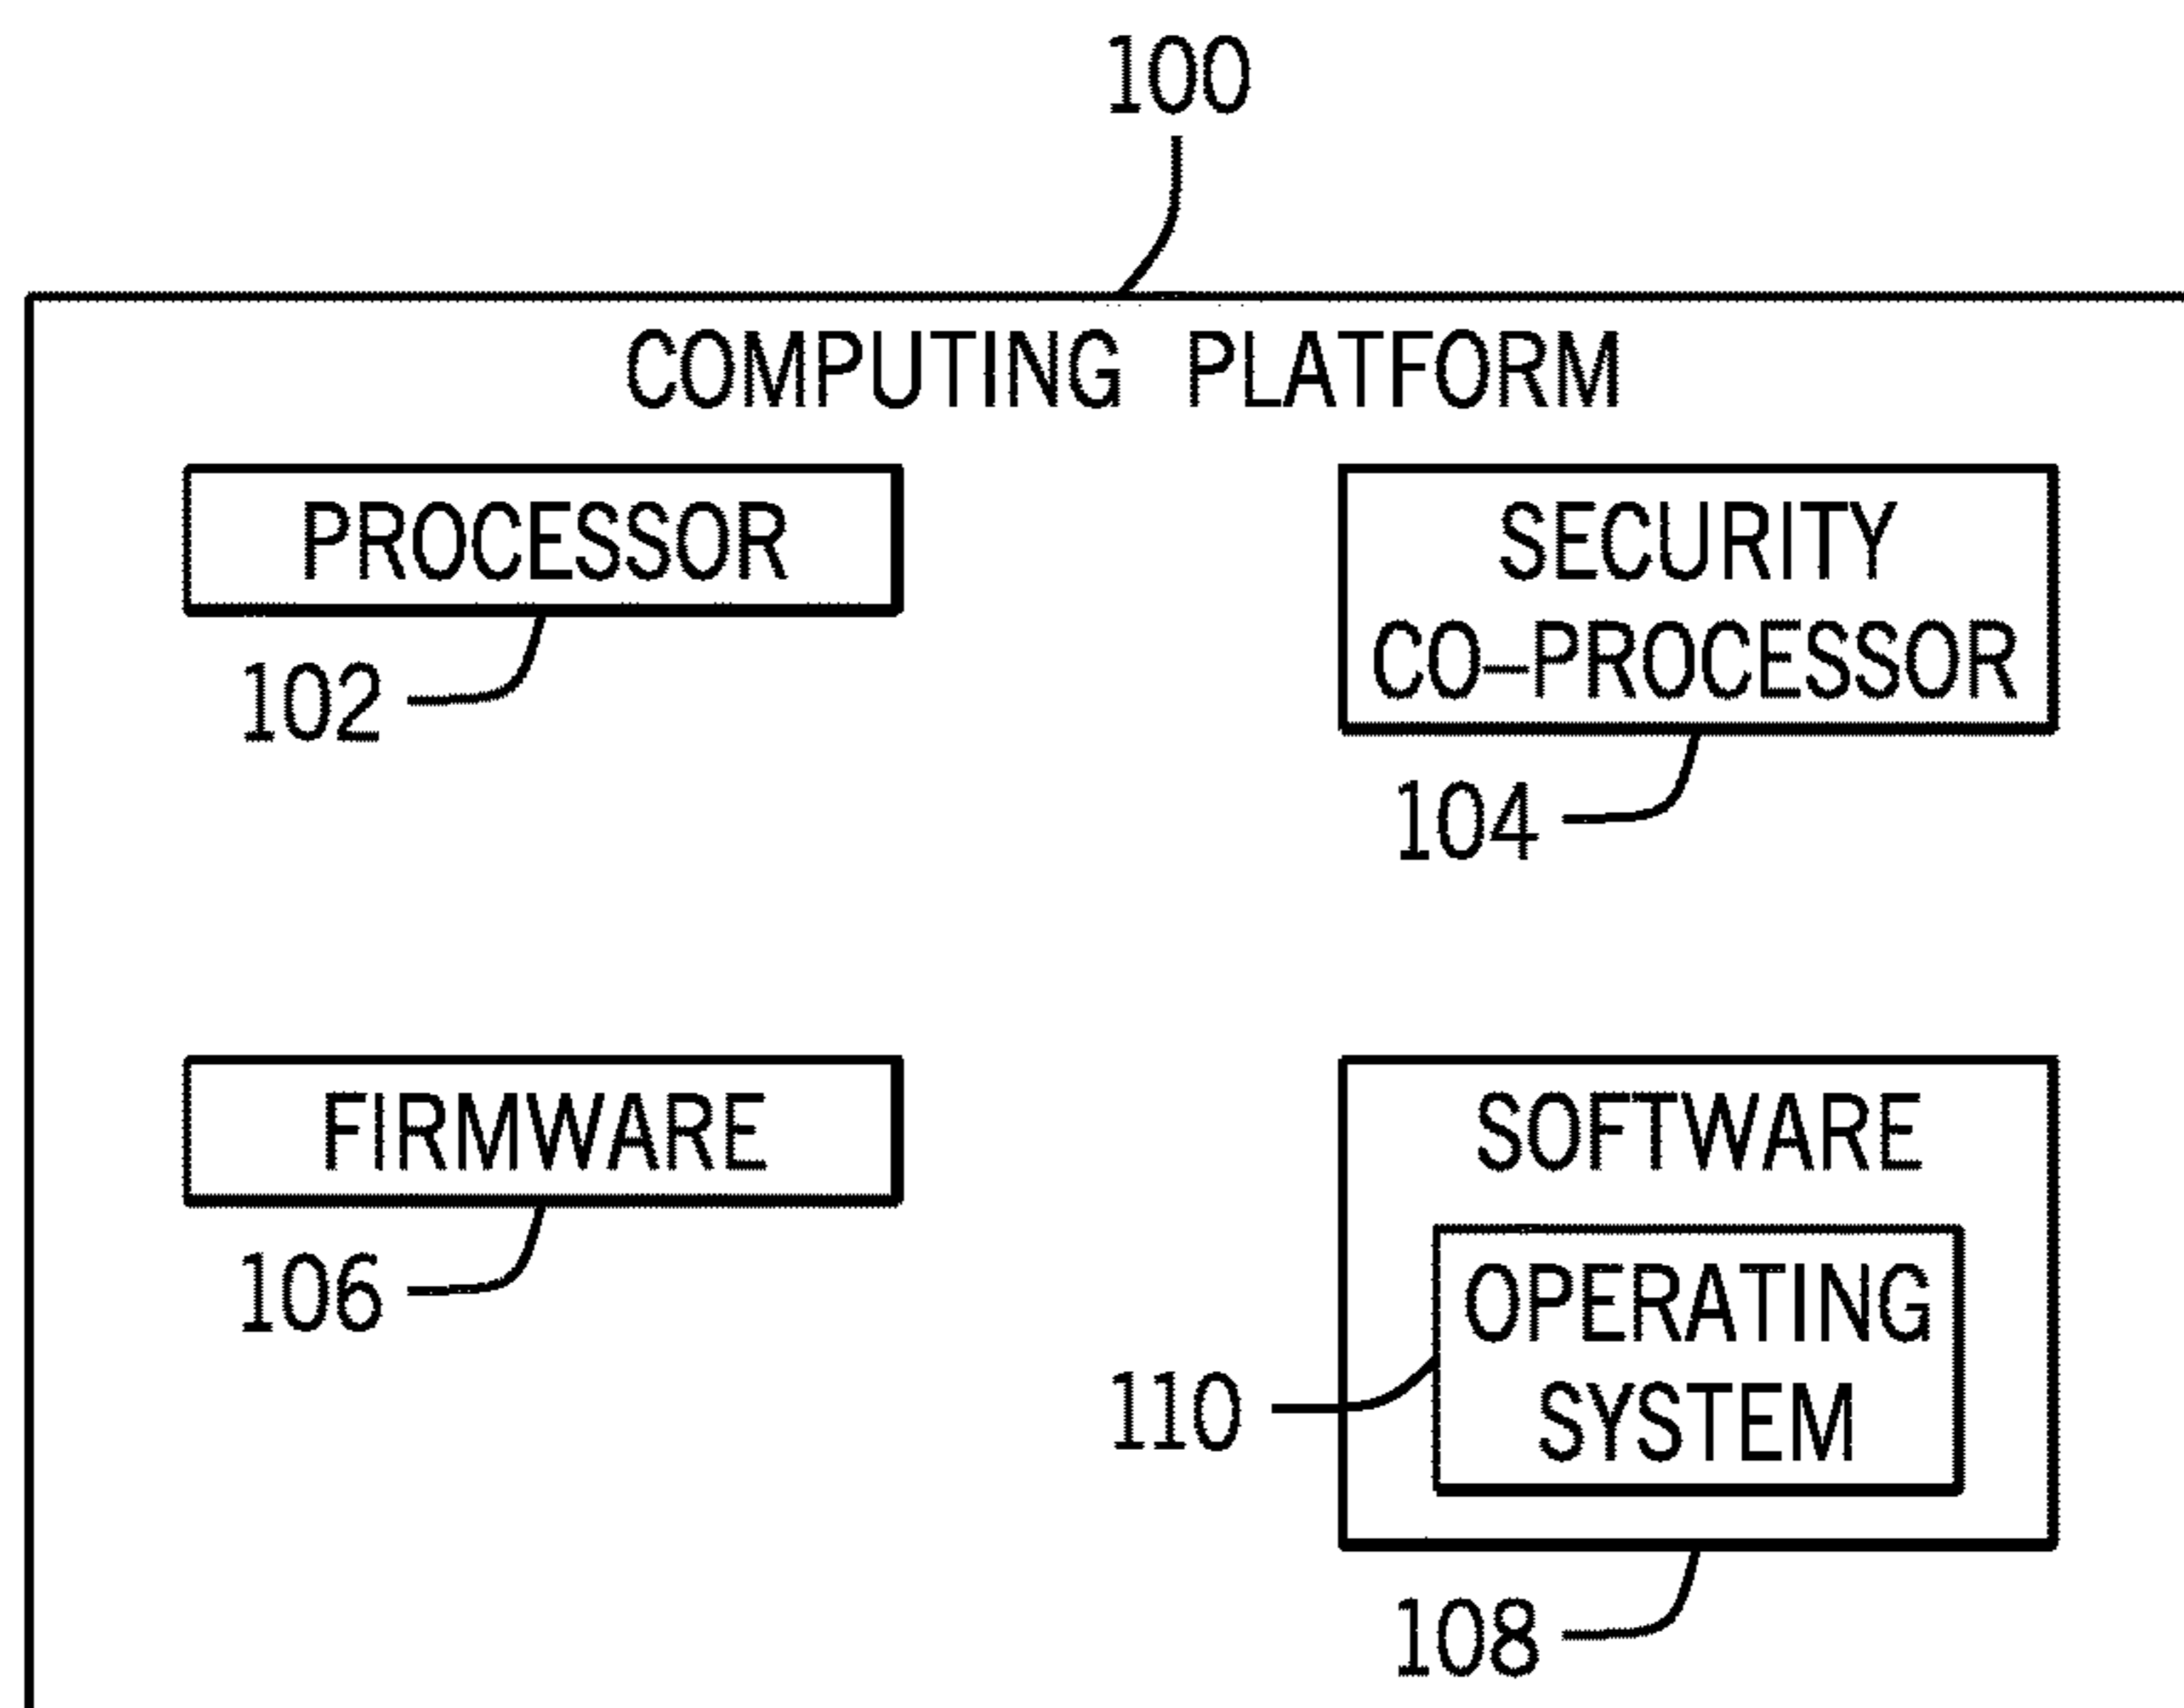 100
COMPUTING PLATFORM
PROCESSOR
102
SECURITY
CO-PROCESSOR
104
FIRMWARE
106
SOFTWARE
OPERATING
SYSTEM
110
108